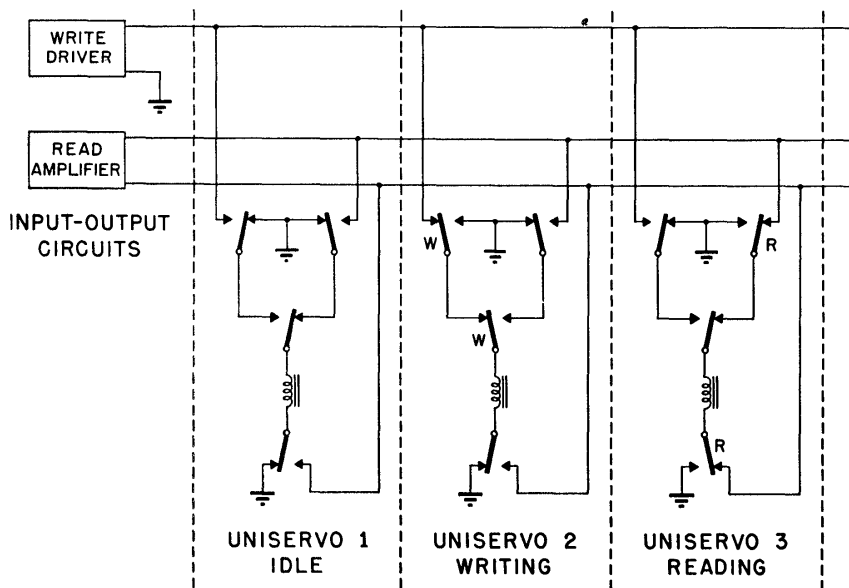 WRITE
DRIVER
READ
AMPLIFIER
INPUT-OUTPUT
CIRCUITS
W
R
W
R
UNISERVO 1
IDLE
UNISERVO 2
WRITING
UNISERVO 3
READING